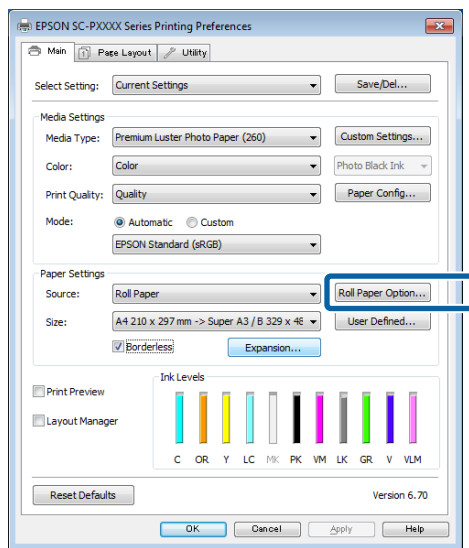 EPSON SC-PXXXX Series Printing Preferences
Main Page Layout Utility
Select Setting: Current Settings Save/Del...
Media Settings
Media Type: Premium Luster Photo Paper (260) Custom Settings...
Color: Color Photo Black Ink
Print Quality: Quality Paper Config...
Mode: Automatic Custom
EPSON Standard (sRGB)
Paper Settings
Source: Roll Paper Roll Paper Option...
Size: A4 210 x 297 mm -> Super A3 / B 329 x 48 User Defined...
Borderless Expansion...
Ink Levels
Print Preview
Layout Manager
C OR Y LC MK PK VM LK GR V VLM
Reset Defaults Version 6.70
OK Cancel Apply Help